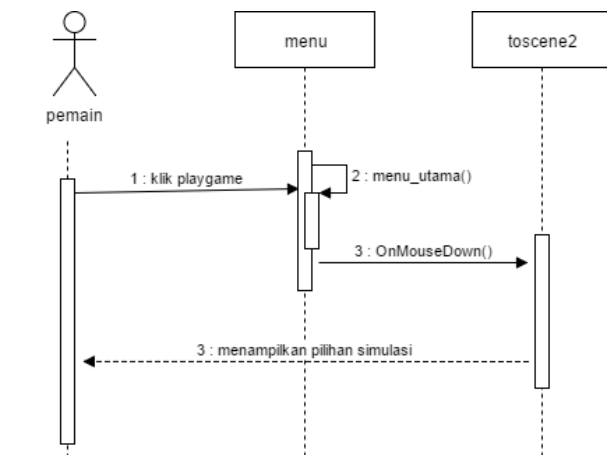 menu
toscene2
pemain
1 : klik playgame
2 : menu_utama()
3 : OnMouseDown()
3 : menampilkan pilihan simulasi